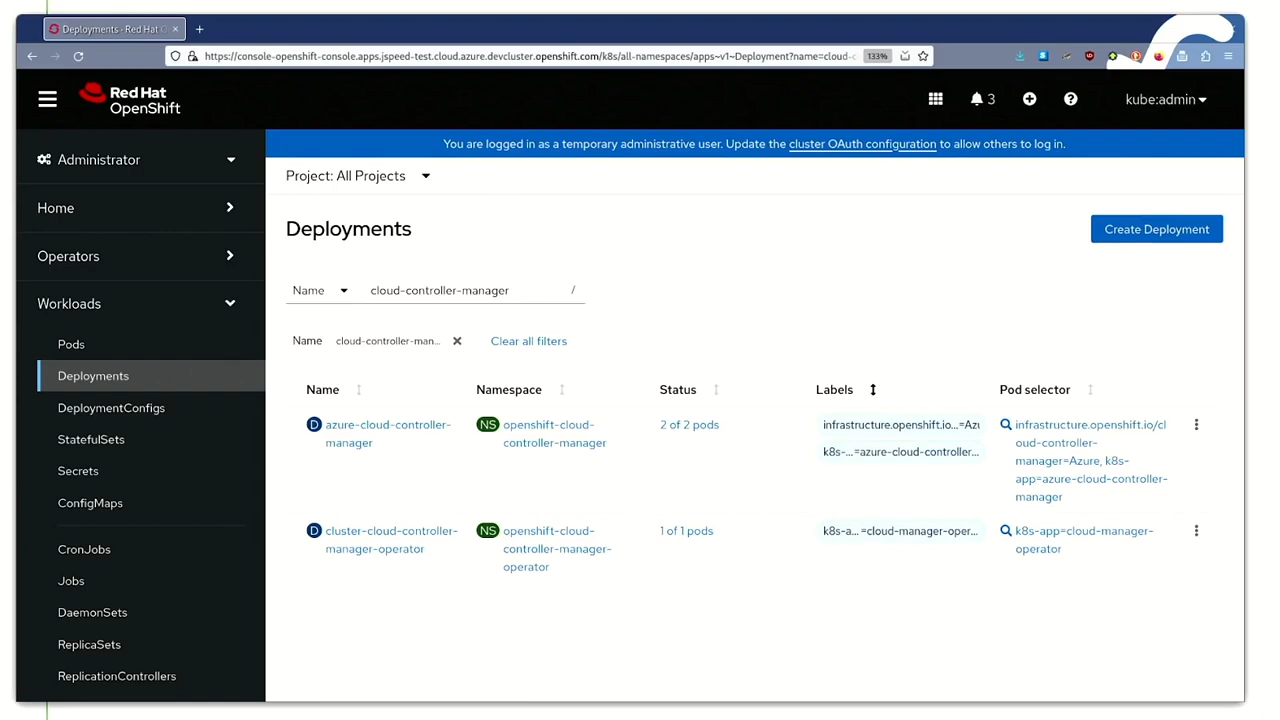 Deployments - Red Hat O
https://console-openshift-console.apps.jspeed-test.cloud.azure.devcluster.openshift.com/k8s/all-namespaces/apps~v1~Deployment?name=cloud-c
133%
Red Hat
OpenShift
3
kube:admin
You are logged in as a temporary administrative user. Update the cluster OAuth configuration to allow others to log in.
Administrator
Home
Operators
Workloads
Pods
Deployments
DeploymentConfigs
StatefulSets
Secrets
ConfigMaps
CronJobs
Jobs
DaemonSets
ReplicaSets
ReplicationControllers
Project: All Projects
Deployments
Create Deployment
Name cloud-controller-manager /
Name cloud-controller-man... Clear all filters
Name Namespace Status Labels Pod selector
D azure-cloud-controller-
manager
NS openshift-cloud-
controller-manager
2 of 2 pods
infrastructure.openshift.io...=Azu
k8s-...=azure-cloud-controller...
infrastructure.openshift.io/cl
oud-controller-
manager=Azure, k8s-
app=azure-cloud-controller-
manager
D cluster-cloud-controller-
manager-operator
NS openshift-cloud-
controller-manager-
operator
1 of 1 pods
k8s-a...=cloud-manager-oper...
k8s-app=cloud-manager-
operator